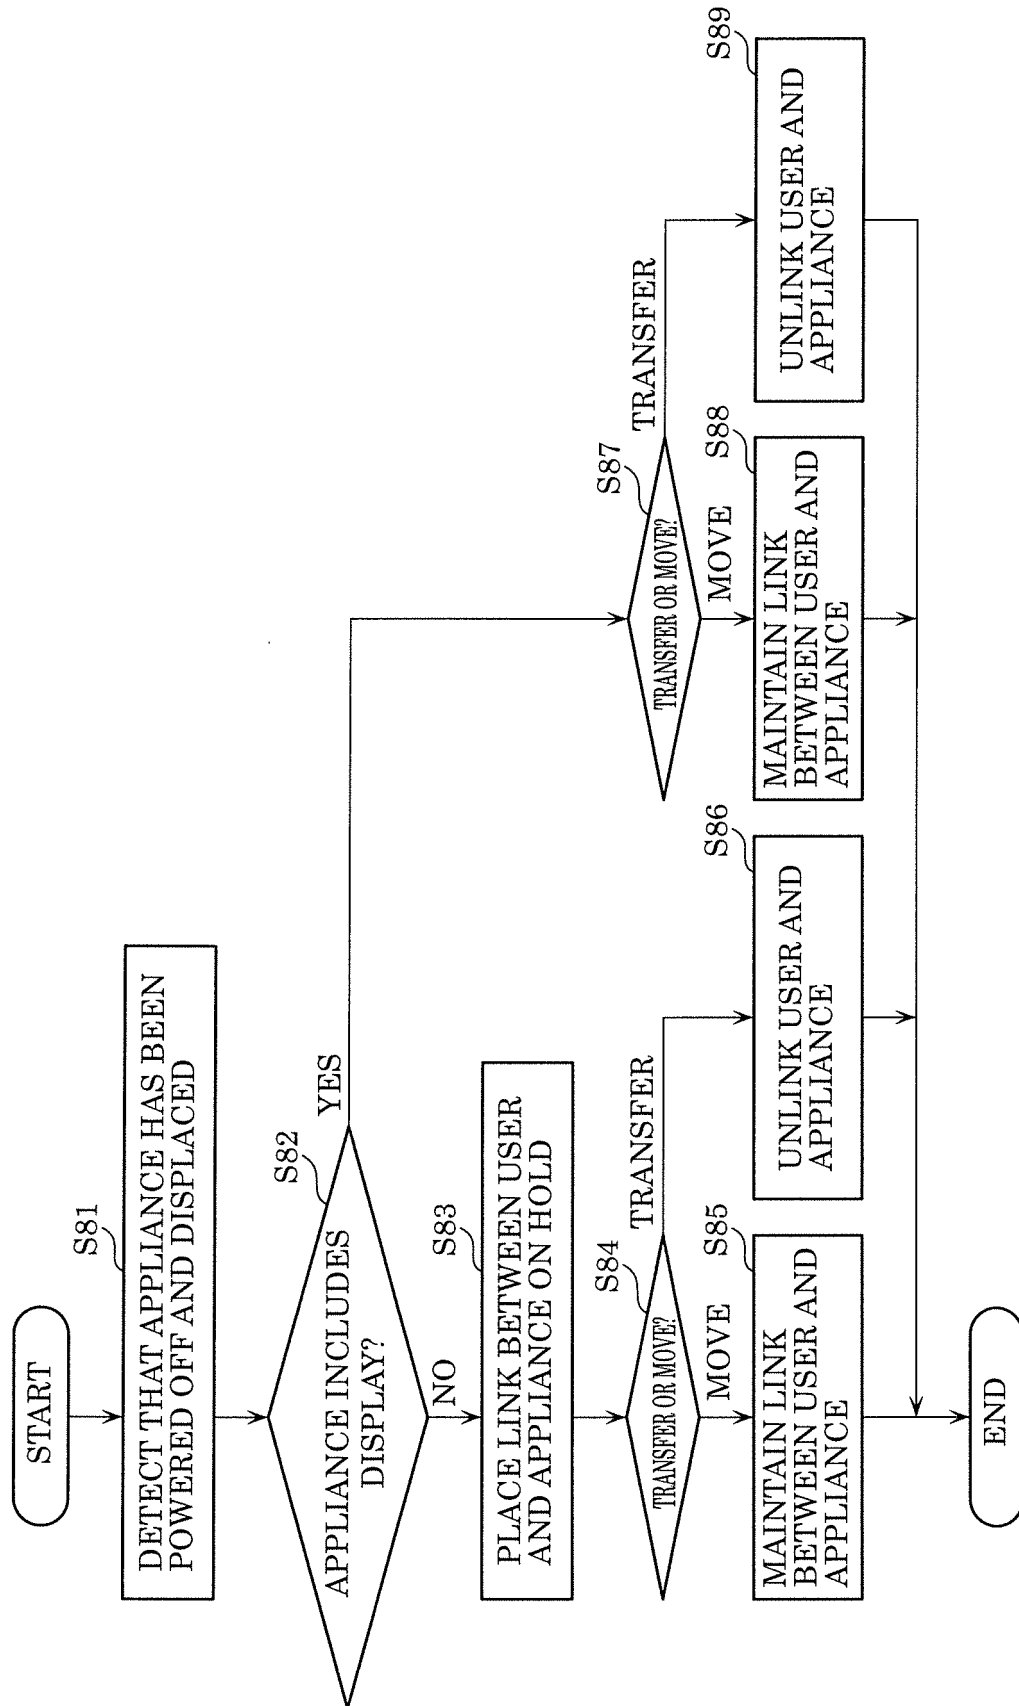 START
S81
DETECT THAT APPLIANCE HAS BEEN
POWERED OFF AND DISPLACED
S82
APPLIANCE INCLUDES
DISPLAY?
YES
NO
S83
PLACE LINK BETWEEN USER
AND APPLIANCE ON HOLD
S84
TRANSFER OR MOVE?
TRANSFER
MOVE
S87
TRANSFER OR MOVE?
TRANSFER
MOVE
S85
MAINTAIN LINK
BETWEEN USER AND
APPLIANCE
S86
UNLINK USER AND
APPLIANCE
S88
MAINTAIN LINK
BETWEEN USER AND
APPLIANCE
S89
UNLINK USER AND
APPLIANCE
END